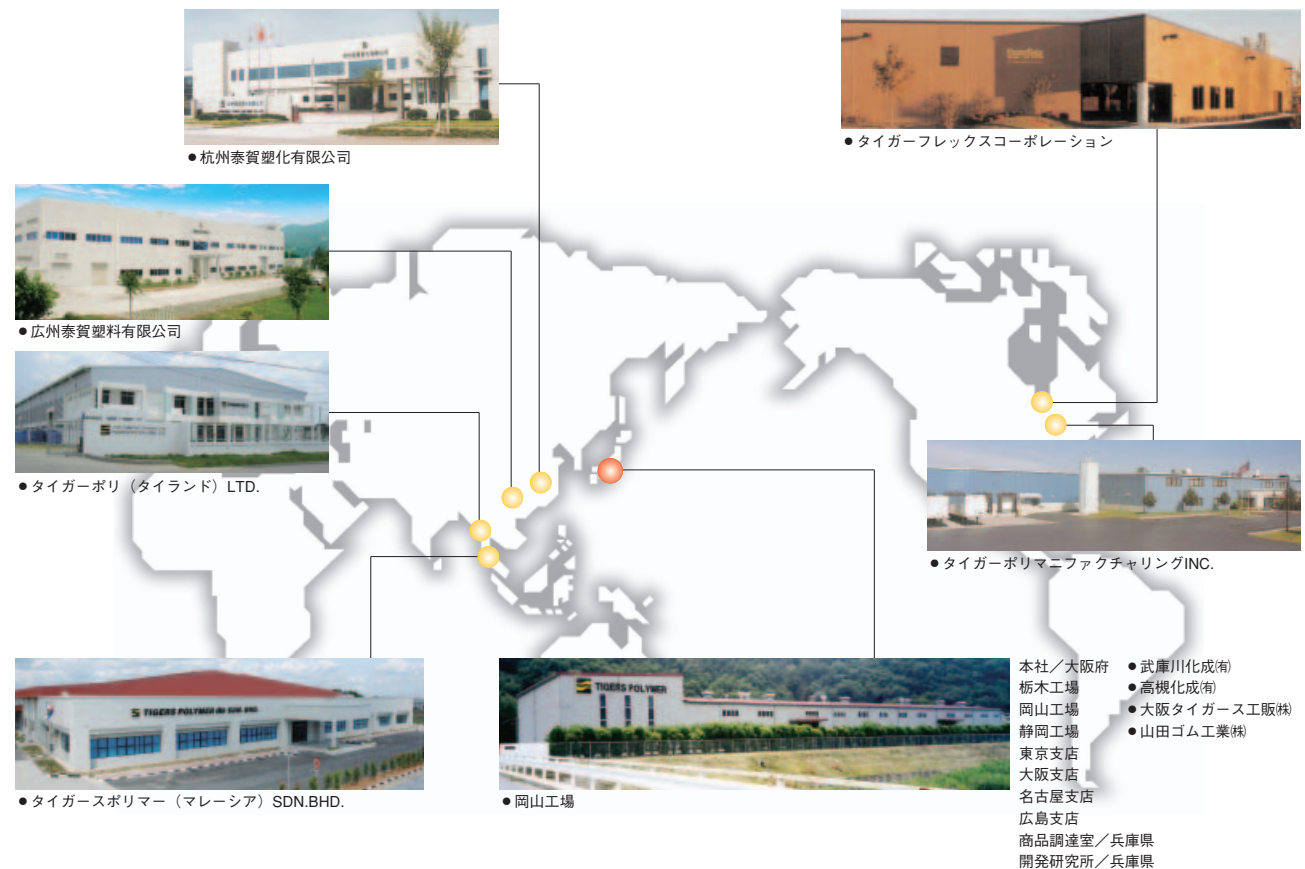 ●杭州泰賀塑化有限公司
●タイガーフレックスコーポレーション
●広州泰賀塑料有限公司
●タイガーポリ（タイランド）LTD.
●タイガーポリマニファクチャリングINC.
TIGERS POLYMER (M) SDN. BHD.
●タイガースポリマー（マレーシア）SDN.BHD.
TIGERS POLYMER
●岡山工場
本社／大阪府
栃木工場
岡山工場
静岡工場
東京支店
大阪支店
名古屋支店
広島支店
商品調達室／兵庫県
開発研究所／兵庫県
●武庫川化成㈲
●高槻化成㈲
●大阪タイガース工販㈱
●山田ゴム工業㈱